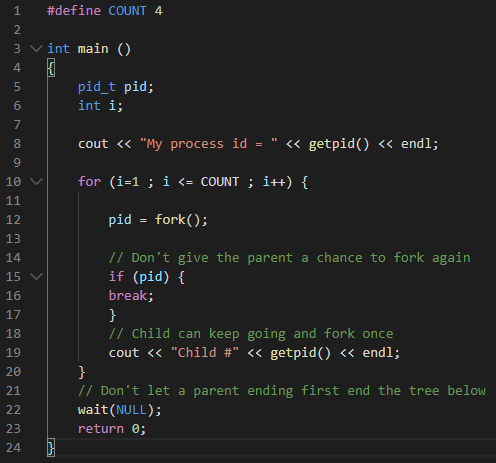 1 #define COUNT 4
2
3 int main ()
4 {
5 pid_t pid;
6 int i;
7
8 cout << "My process id = " << getpid() << endl;
9
10 for (i=1 ; i <= COUNT ; i++) {
11
12 pid = fork();
13
14 // Don't give the parent a chance to fork again
15 if (pid) {
16 break;
17 }
18 // Child can keep going and fork once
19 cout << "Child #" << getpid() << endl;
20 }
21 // Don't let a parent ending first end the tree below
22 wait(NULL);
23 return 0;
24 }